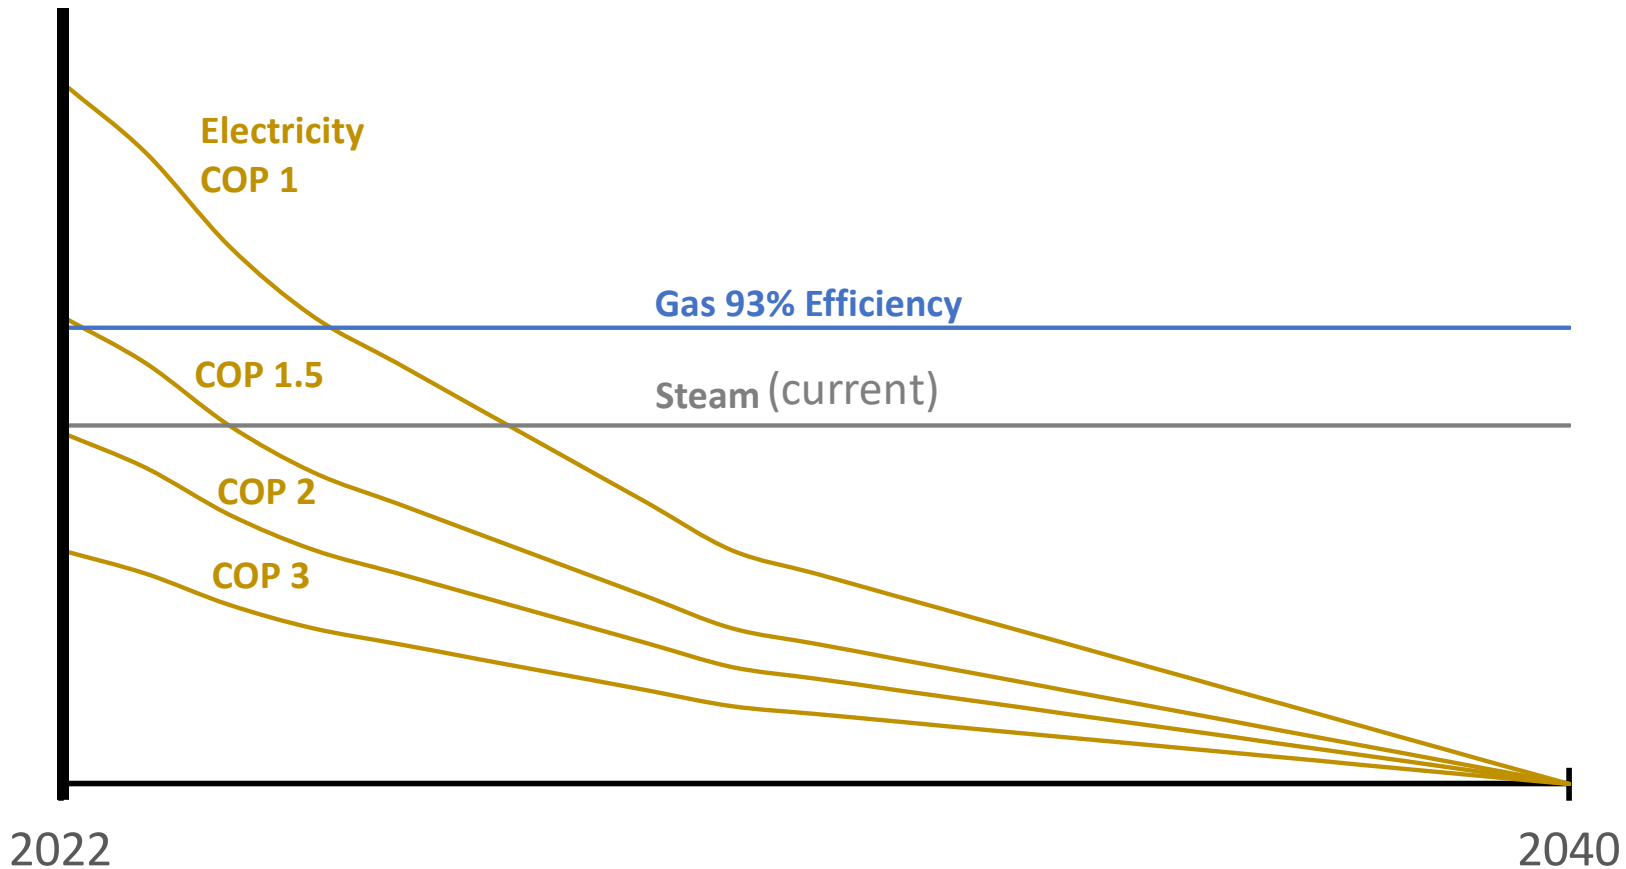 Electricity
COP 1
Gas 93% Efficiency
COP 1.5
Steam (current)
COP 2
COP 3
2022
2040